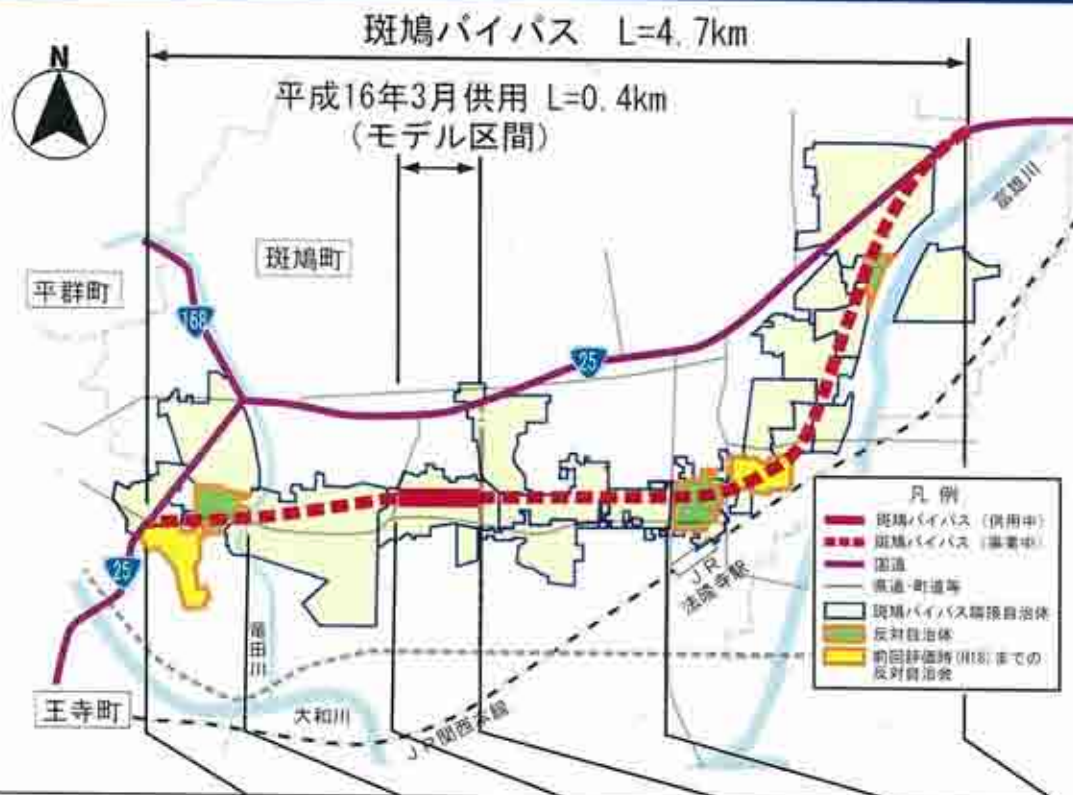 斑鳩バイパス L=4.7km
平成16年3月供用 L=0.4km
(モデル区間)
N
富雄川
斑鳩町
平群町
168
25
凡例
斑鳩バイパス (供用中)
斑鳩バイパス (事業中)
国道
県道・町道等
斑鳩バイパス隣接自治体
反対自治体
前回評価時(H18)までの
反対自治会
JR
法隆寺駅
25
竜田川
王寺町
大和川
JR関西本線